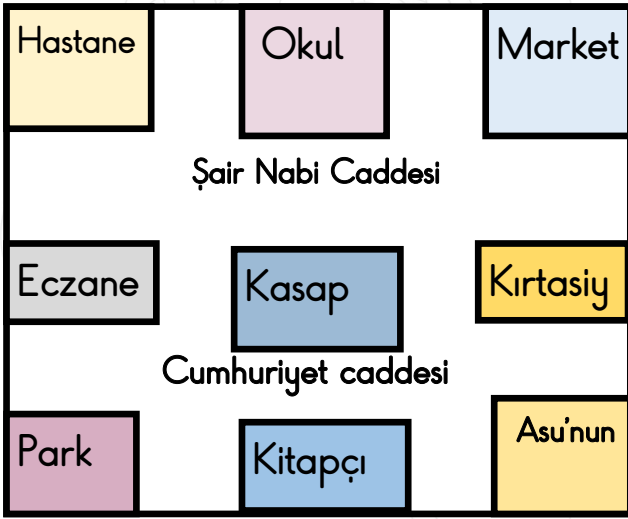 Hastane
Okul
Market
Şair Nabi Caddesi
Eczane
Kasap
Kırtasiy
Cumhuriyet caddesi
Park
Kitapçı
Asu'nun